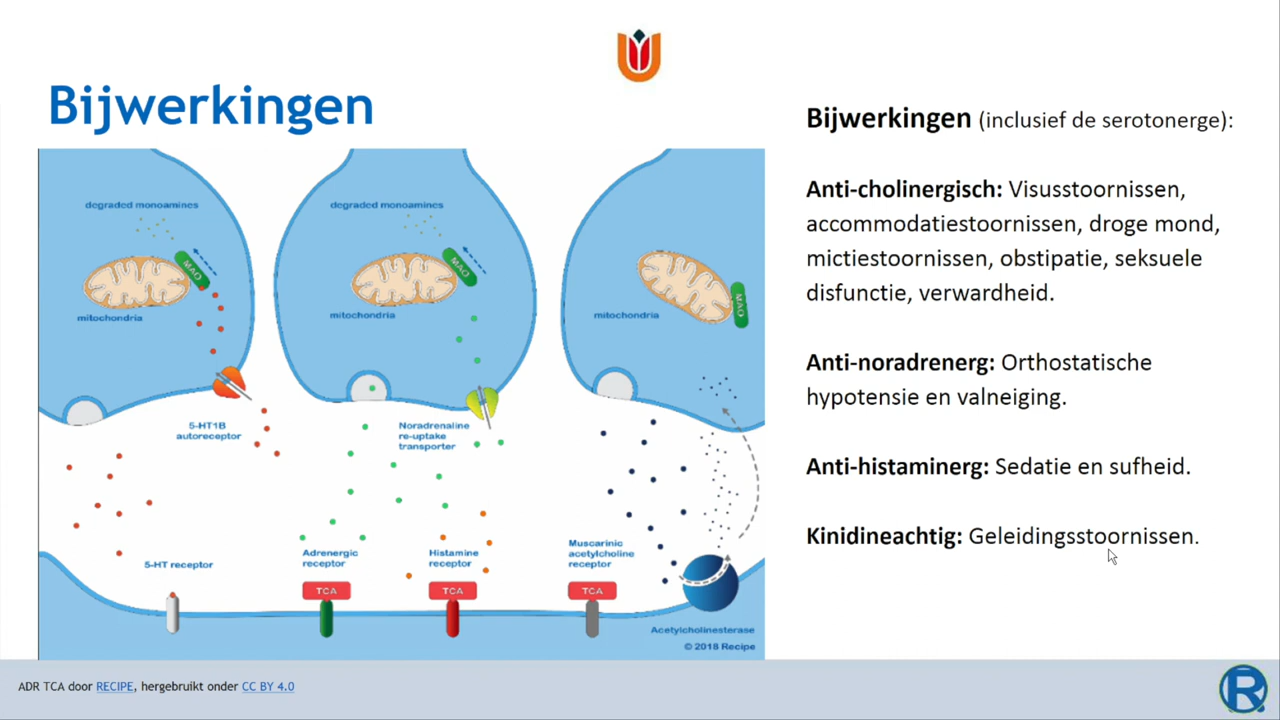 Bijwerkingen
degraded monoamines
degraded monoamines
MAO
MAO
MAO
mitochondria
mitochondria
mitochondria
5-HT1B
autoreceptor
Noradrenaline
re-uptake
transporter
5-HT receptor
Adrenergic
receptor
TCA
Histamine
receptor
TCA
Muscarinic
acetylcholine
receptor
TCA
Acetylcholinesterase
© 2018 Recipe
Bijwerkingen (inclusief de serotonerge):
Anti-cholinergisch: Visusstoornissen,
accommodatiestoornissen, droge mond,
mictiestoornissen, obstipatie, seksuele
disfunctie, verwardheid.
Anti-noradrenerg: Orthostatische
hypotensie en valneiging.
Anti-histaminerg: Sedatie en sufheid.
Kinidineachtig: Geleidingsstoornissen.
ADR TCA door RECIPE, hergebruikt onder CC BY 4.0
R